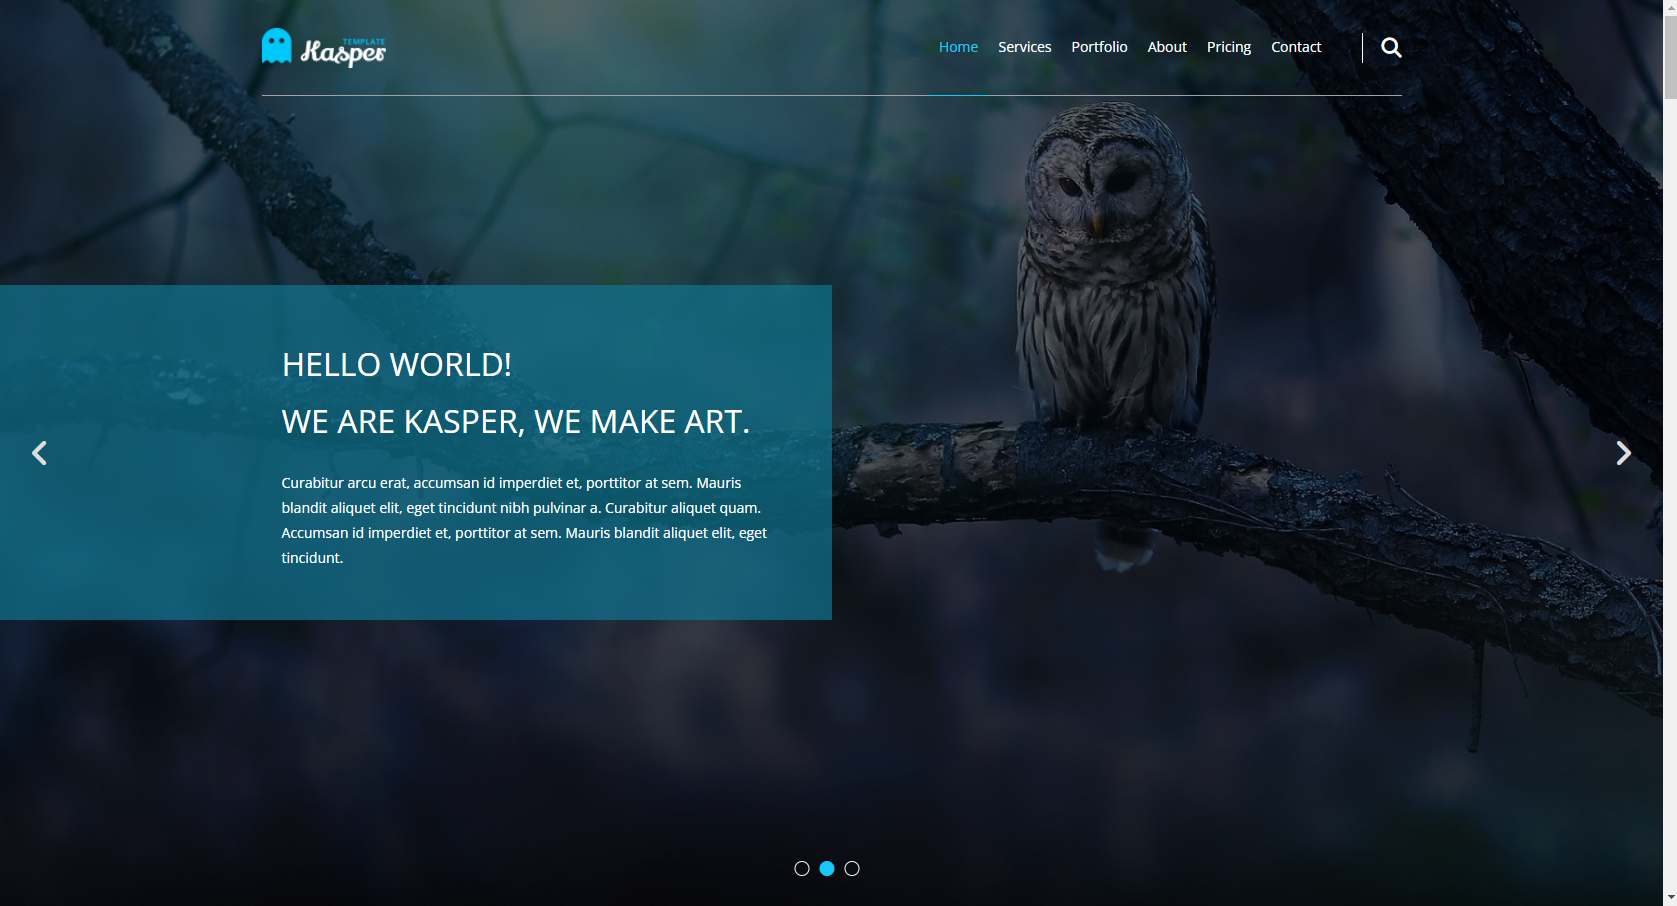 TEMPLATE
Kasper
Home Services Portfolio About Pricing Contact
HELLO WORLD!
WE ARE KASPER, WE MAKE ART.
Curabitur arcu erat, accumsan id imperdiet et, porttitor at sem. Mauris
blandit aliquet elit, eget tincidunt nibh pulvinar a. Curabitur aliquet quam.
Accumsan id imperdiet et, porttitor at sem. Mauris blandit aliquet elit, eget
tincidunt.